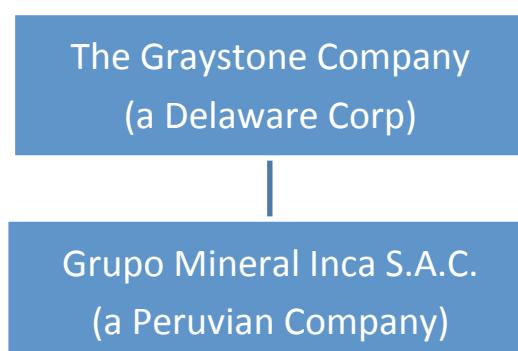 The Graystone Company
(a Delaware Corp)
Grupo Mineral Inca S.A.C.
(a Peruvian Company)